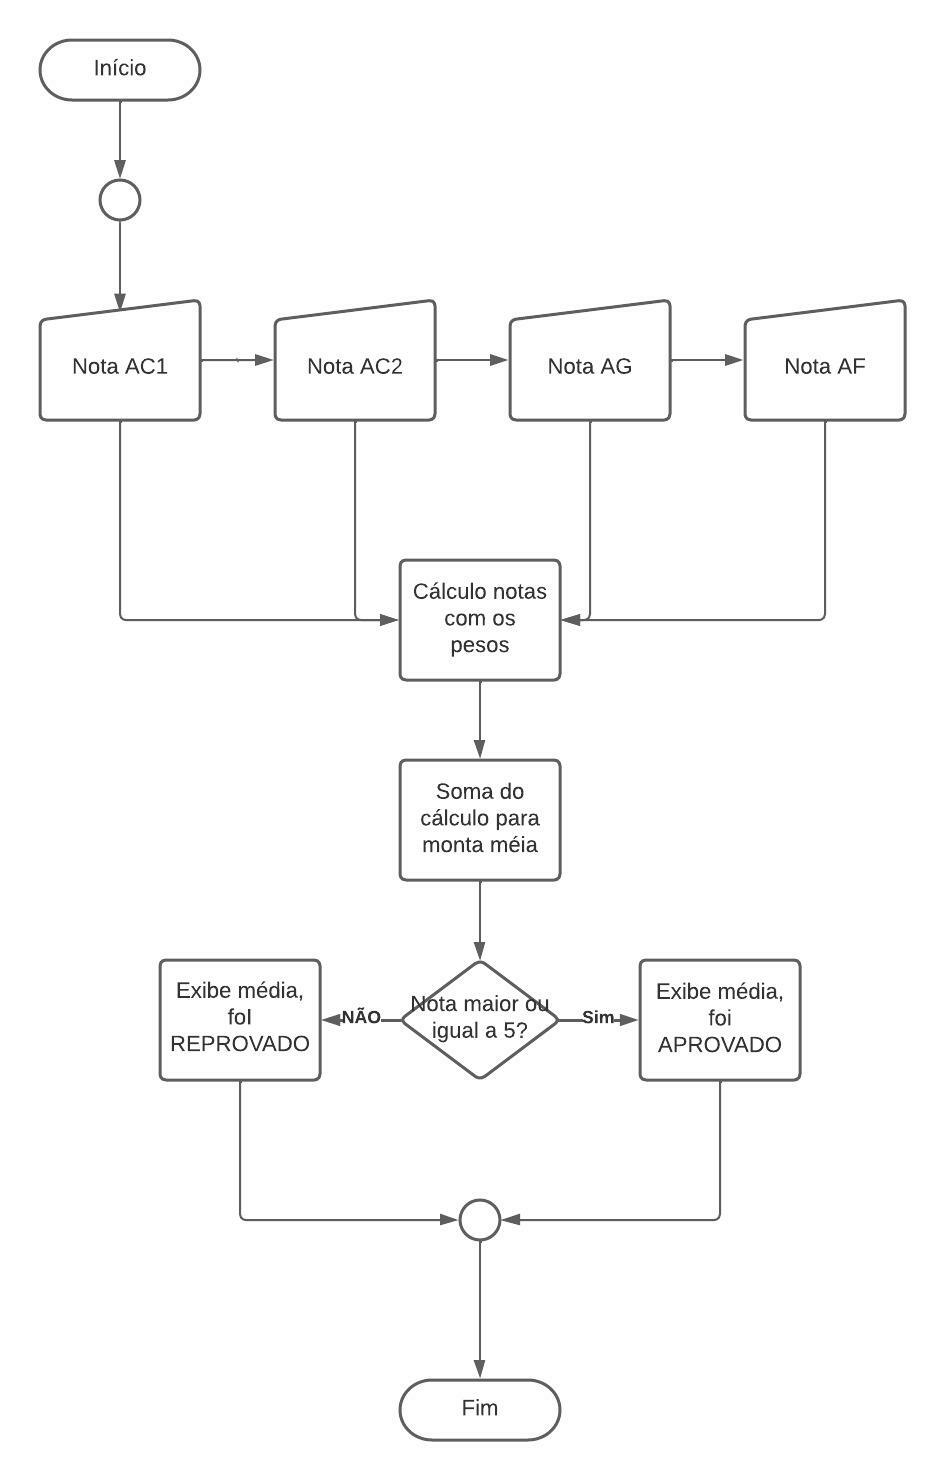 Início
Nota AC1
Nota AC2
Nota AG
Nota AF
Cálculo notas
com os
pesos
Soma do
cálculo para
monta méia
Exibe média,
foI
REPROVADO
NÃO
Nota maior ou
igual a 5?
Sim
Exibe média,
foi
APROVADO
Fim